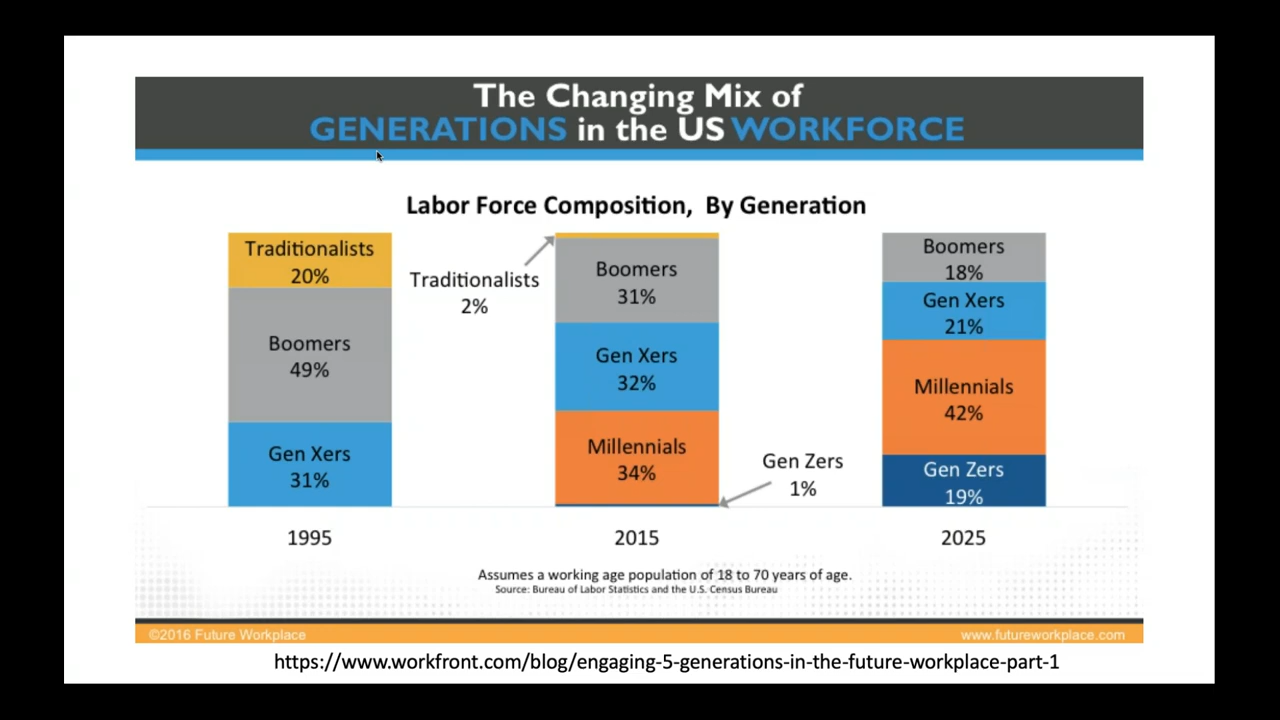 The Changing Mix of
GENERATIONS in the US WORKFORCE
Labor Force Composition,  By Generation
Traditionalists
20%
Boomers
49%
Gen Xers
31%
1995
Traditionalists
2%
Boomers
31%
Gen Xers
32%
Millennials
34%
Gen Zers
1%
2015
Boomers
18%
Gen Xers
21%
Millennials
42%
Gen Zers
19%
2025
Assumes a working age population of 18 to 70 years of age.
Source: Bureau of Labor Statistics and the U.S. Census Bureau
©2016 Future Workplace
www.futureworkplace.com
https://www.workfront.com/blog/engaging-5-generations-in-the-future-workplace-part-1